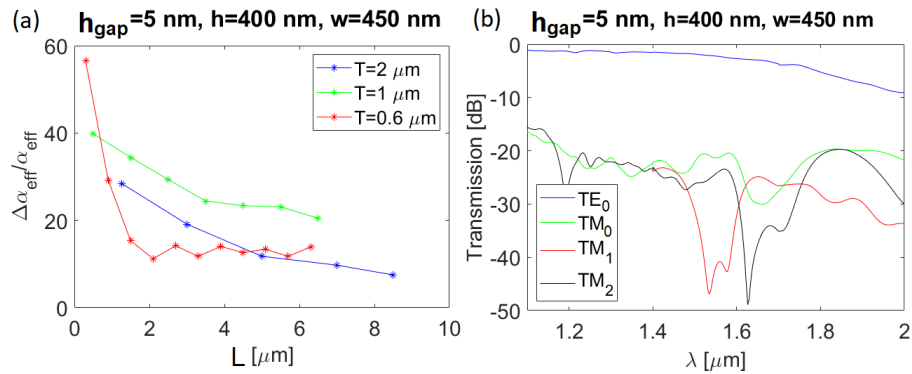 (a) h_gap=5 nm, h=400 nm, w=450 nm
60
40
20
0
Δα_eff/α_eff
T=2 μm
T=1 μm
T=0.6 μm
0 2 4 6 8 10
L [μm]
(b) h_gap=5 nm, h=400 nm, w=450 nm
0
-10
-20
-30
-40
-50
Transmission [dB]
TE_0
TM_0
TM_1
TM_2
1.2 1.4 1.6 1.8 2
λ [μm]